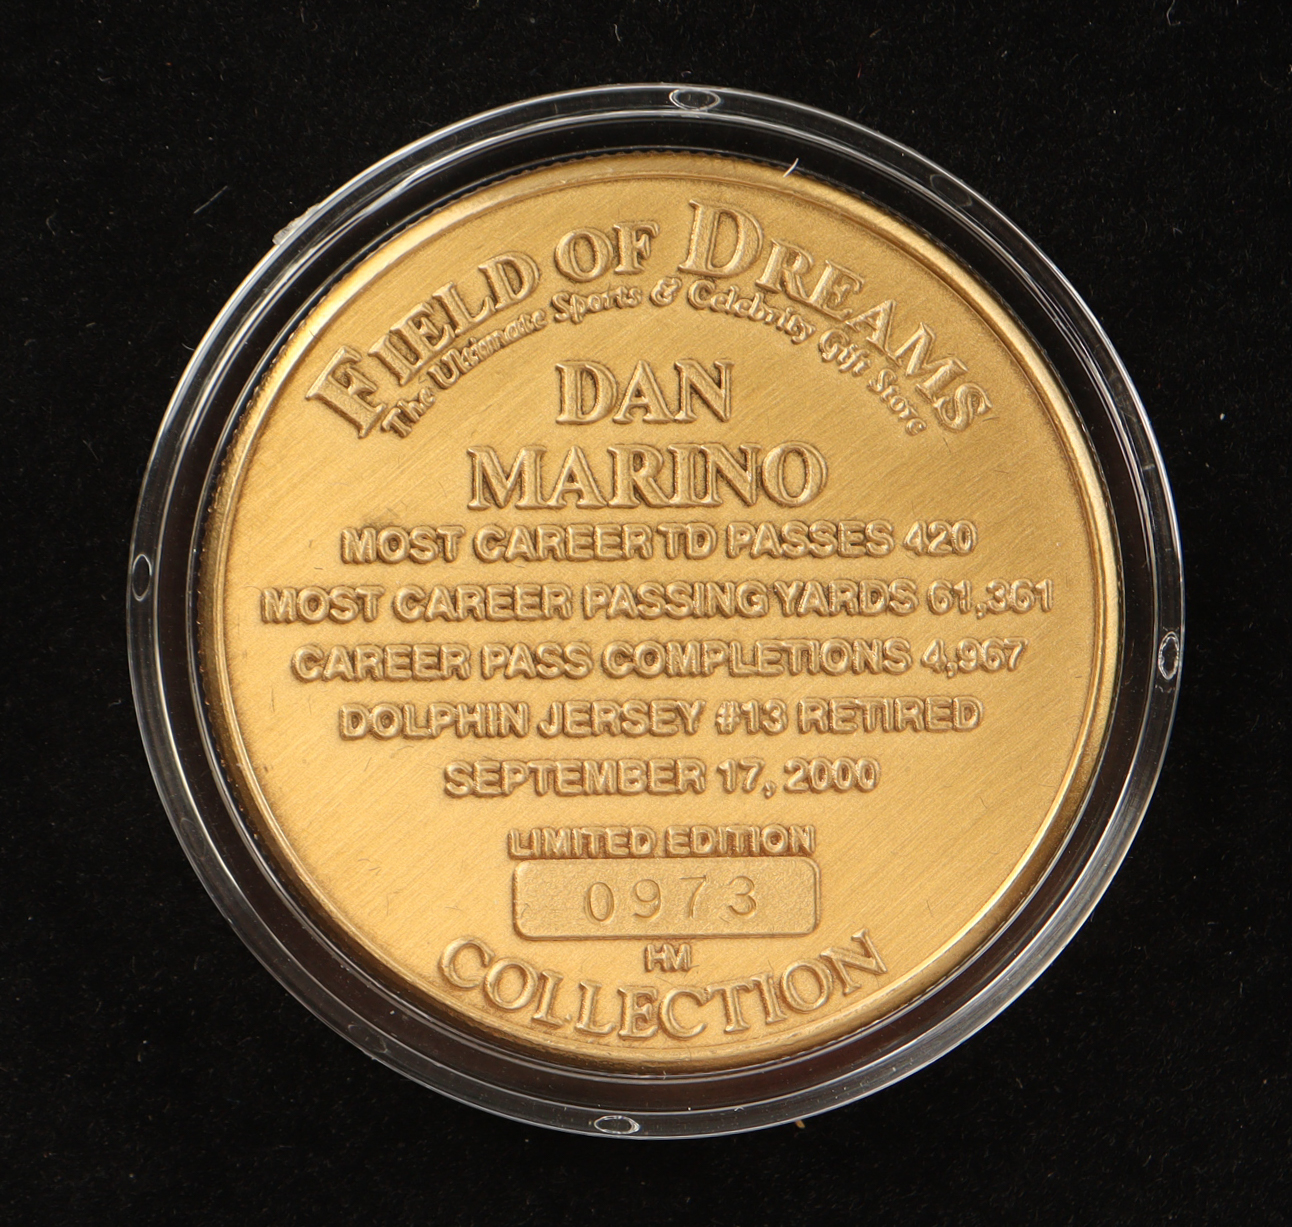 FIELD OF DREAMS
The Ultimate Sports & Celebrity Gift Store
DAN
MARINO
MOST CAREER TD PASSES 420
MOST CAREER PASSING YARDS 61,361
CAREER PASS COMPLETIONS 4,967
DOLPHIN JERSEY #13 RETIRED
SEPTEMBER 17, 2000
LIMITED EDITION
0973
HM
COLLECTION